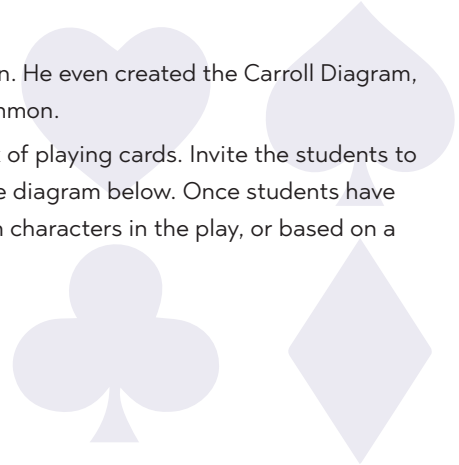 n. He even created the Carroll Diagram,
mmon.
of playing cards. Invite the students to
e diagram below. Once students have
characters in the play, or based on a